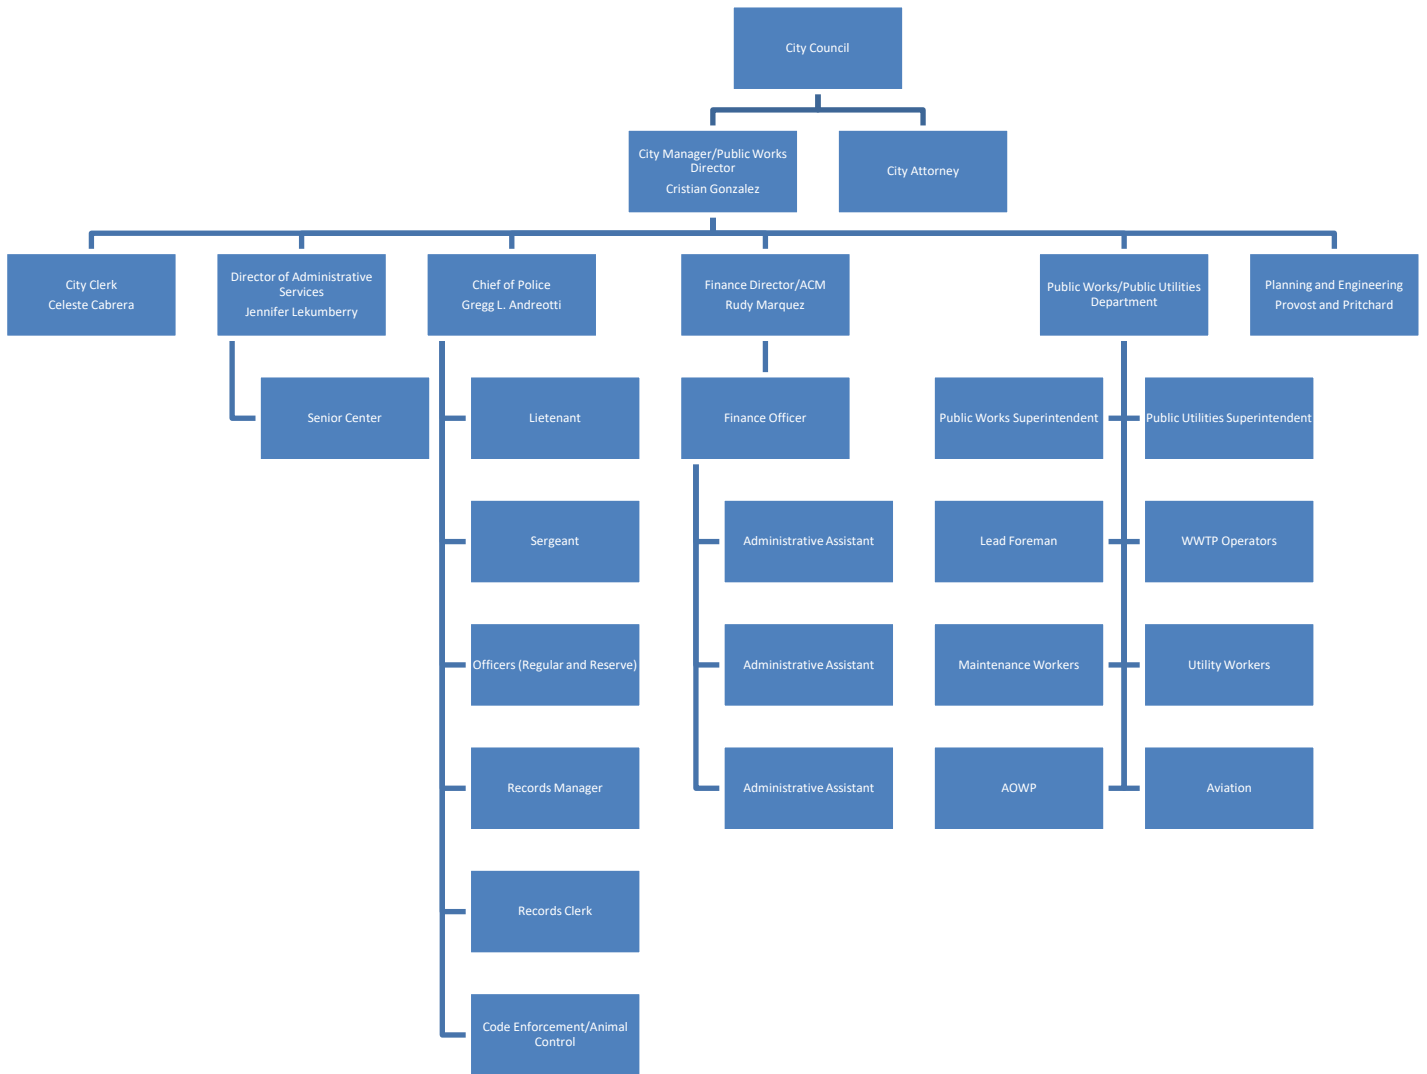 City Council
City Manager/Public Works
Director
Cristian Gonzalez
City Attorney
City Clerk
Celeste Cabrera
Director of Administrative
Services
Jennifer Lekumberry
Chief of Police
Gregg L. Andreotti
Finance Director/ACM
Rudy Marquez
Public Works/Public Utilities
Department
Planning and Engineering
Provost and Pritchard
Senior Center
Lietenant
Finance Officer
Public Works Superintendent
Public Utilities Superintendent
Sergeant
Administrative Assistant
Lead Foreman
WWTP Operators
Officers (Regular and Reserve)
Administrative Assistant
Maintenance Workers
Utility Workers
Records Manager
Administrative Assistant
AOWP
Aviation
Records Clerk
Code Enforcement/Animal
Control